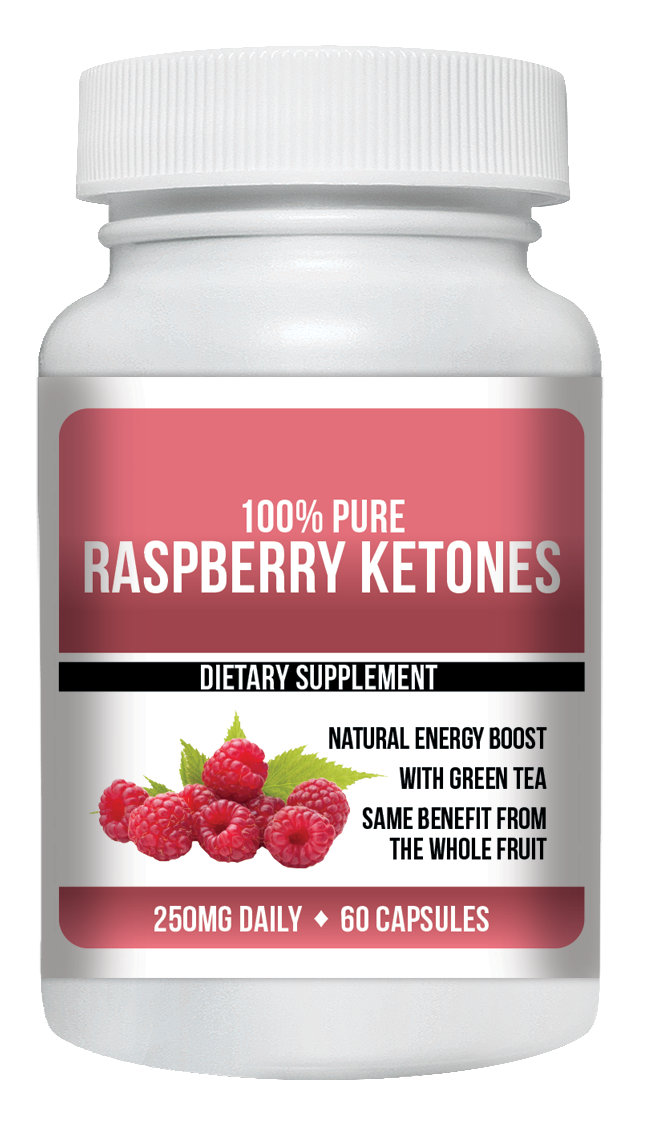 100% PURE
RASPBERRY KETONES
DIETARY SUPPLEMENT
NATURAL ENERGY BOOST
WITH GREEN TEA
SAME BENEFIT FROM
THE WHOLE FRUIT
250MG DAILY ♦ 60 CAPSULES